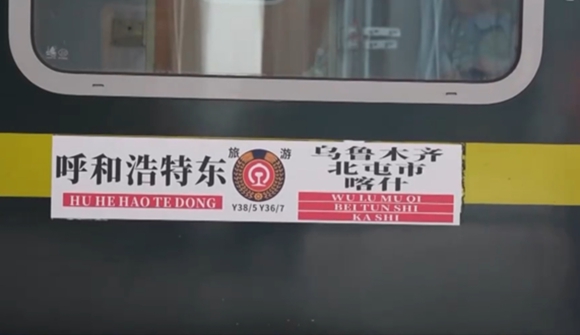 呼和浩特东
HU HE HAO TE DONG
旅 游
Y38/5 Y36/7
乌鲁木齐
北屯市
喀什
WU LU MU QI
BEI TUN SHI
KA SHI